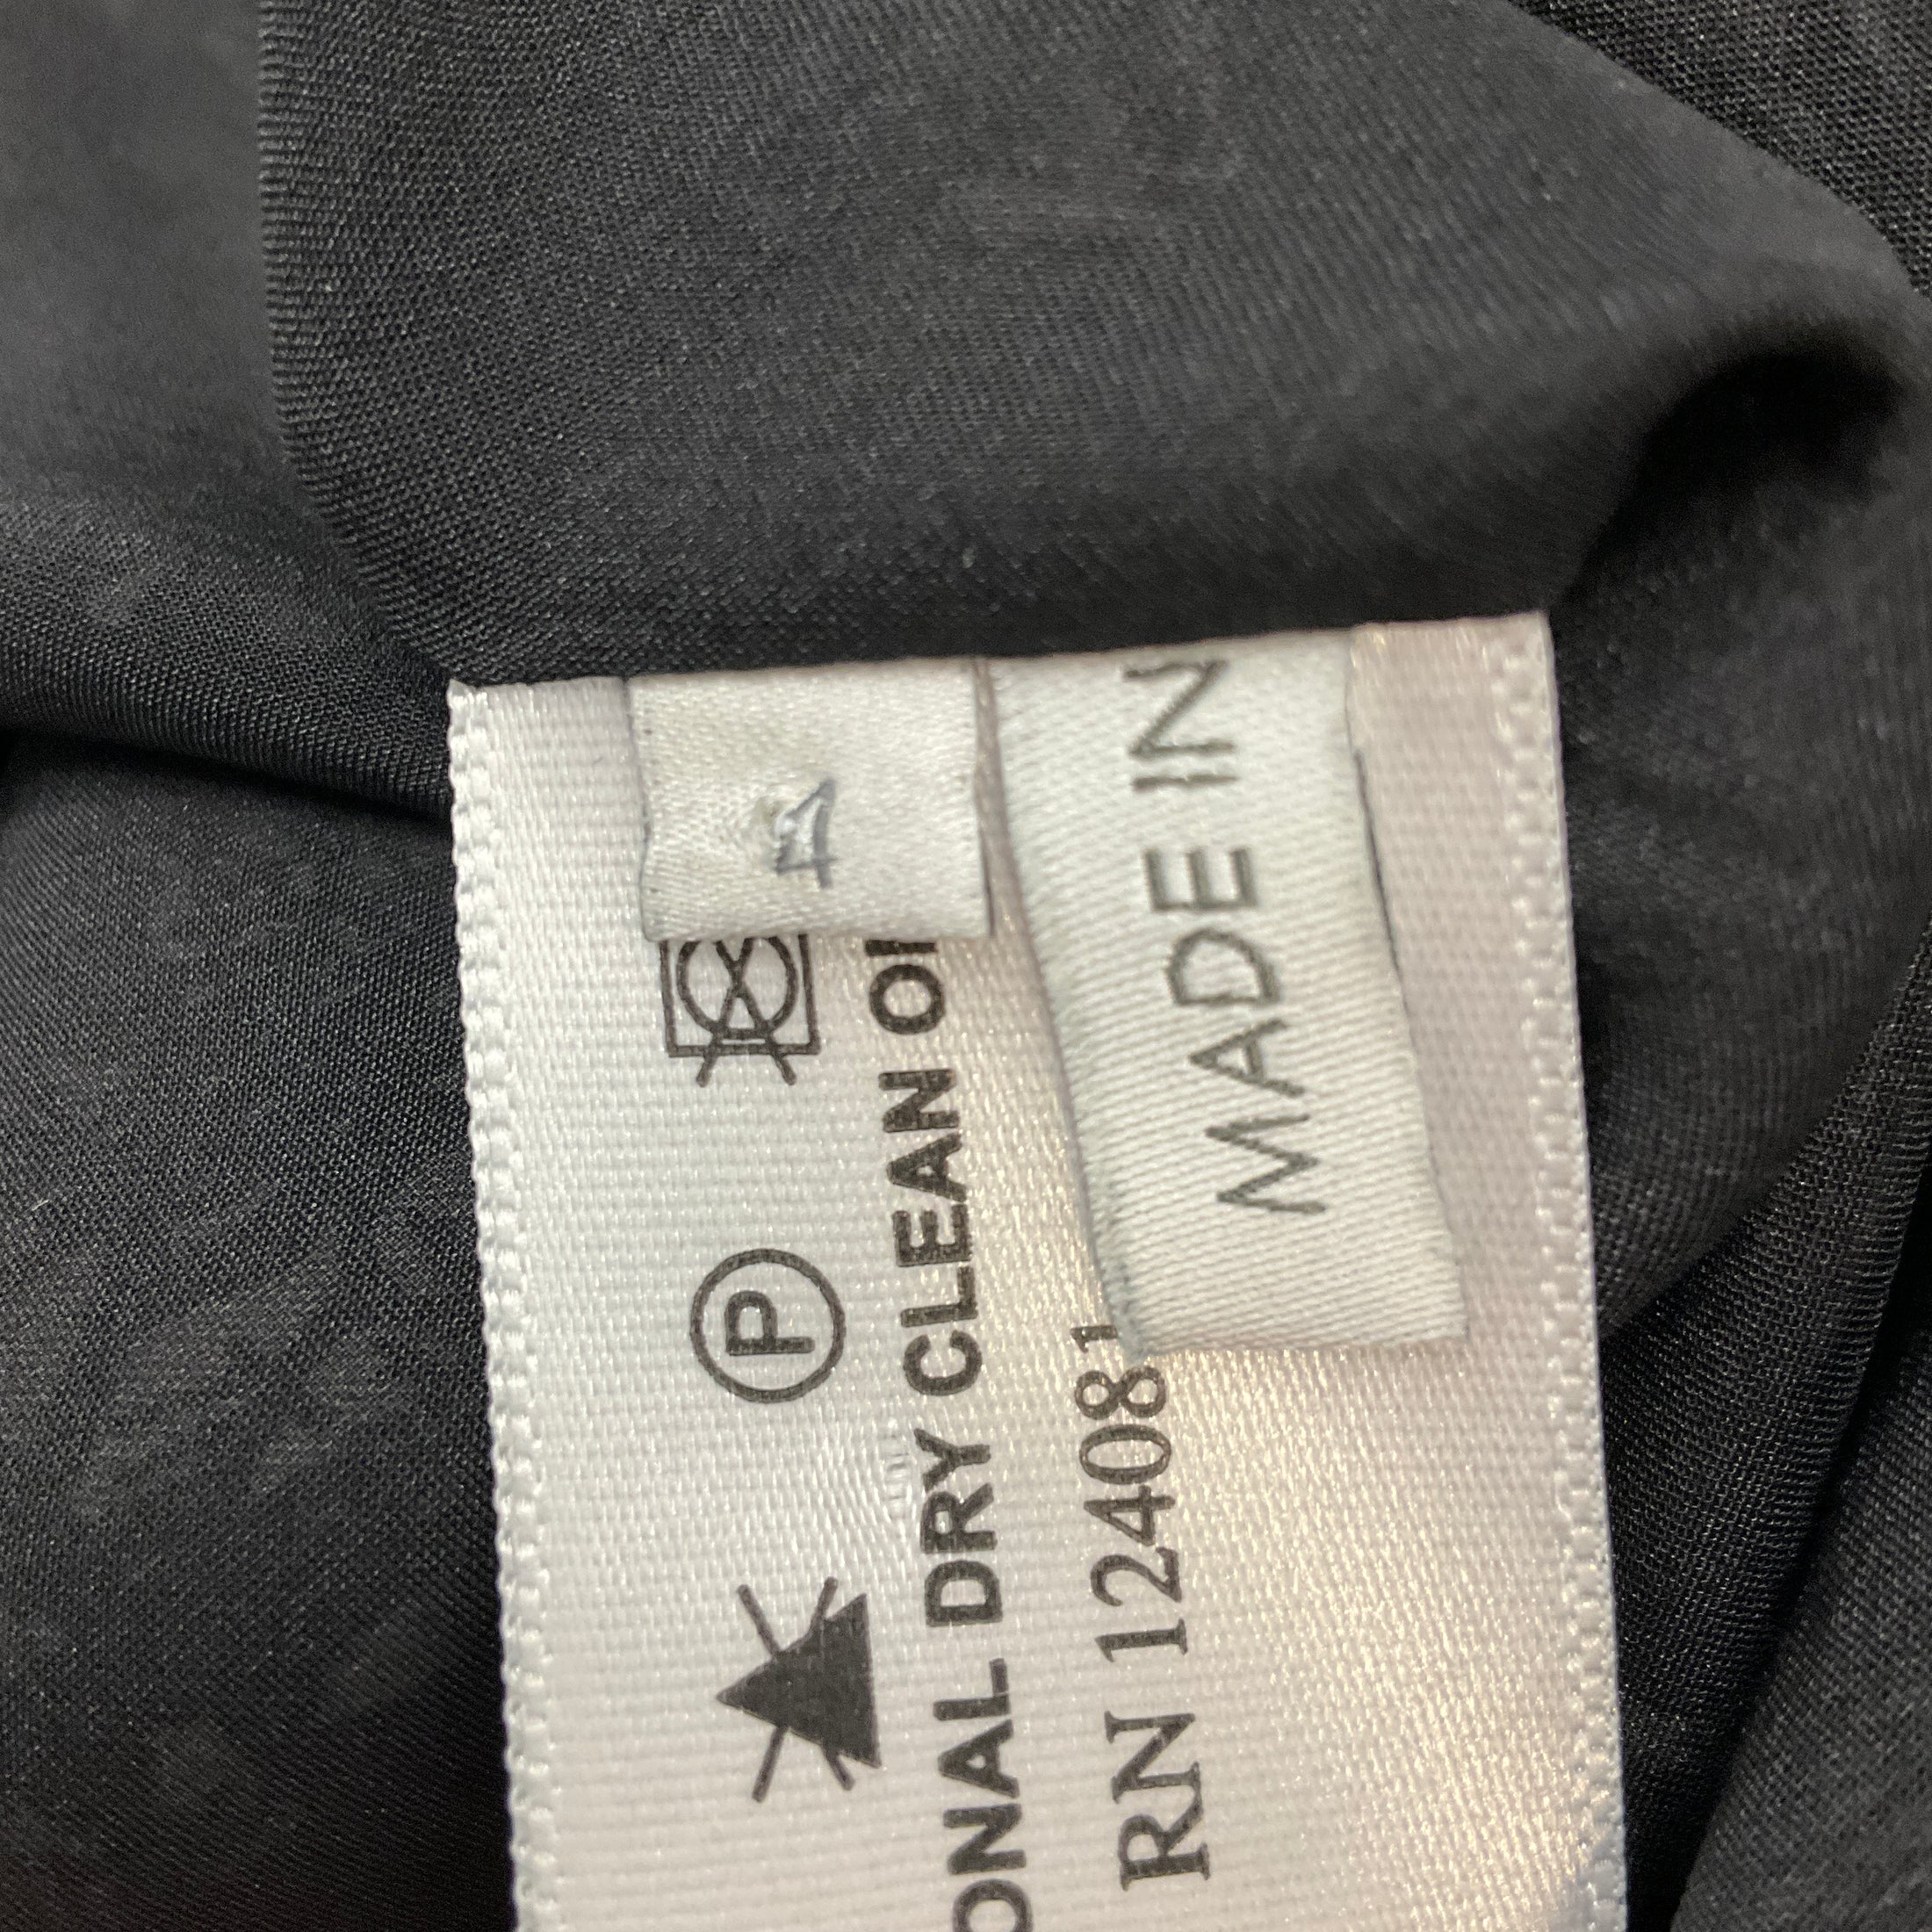 4
MADE IN
P
ONAL DRY CLEAN O
RN 124081